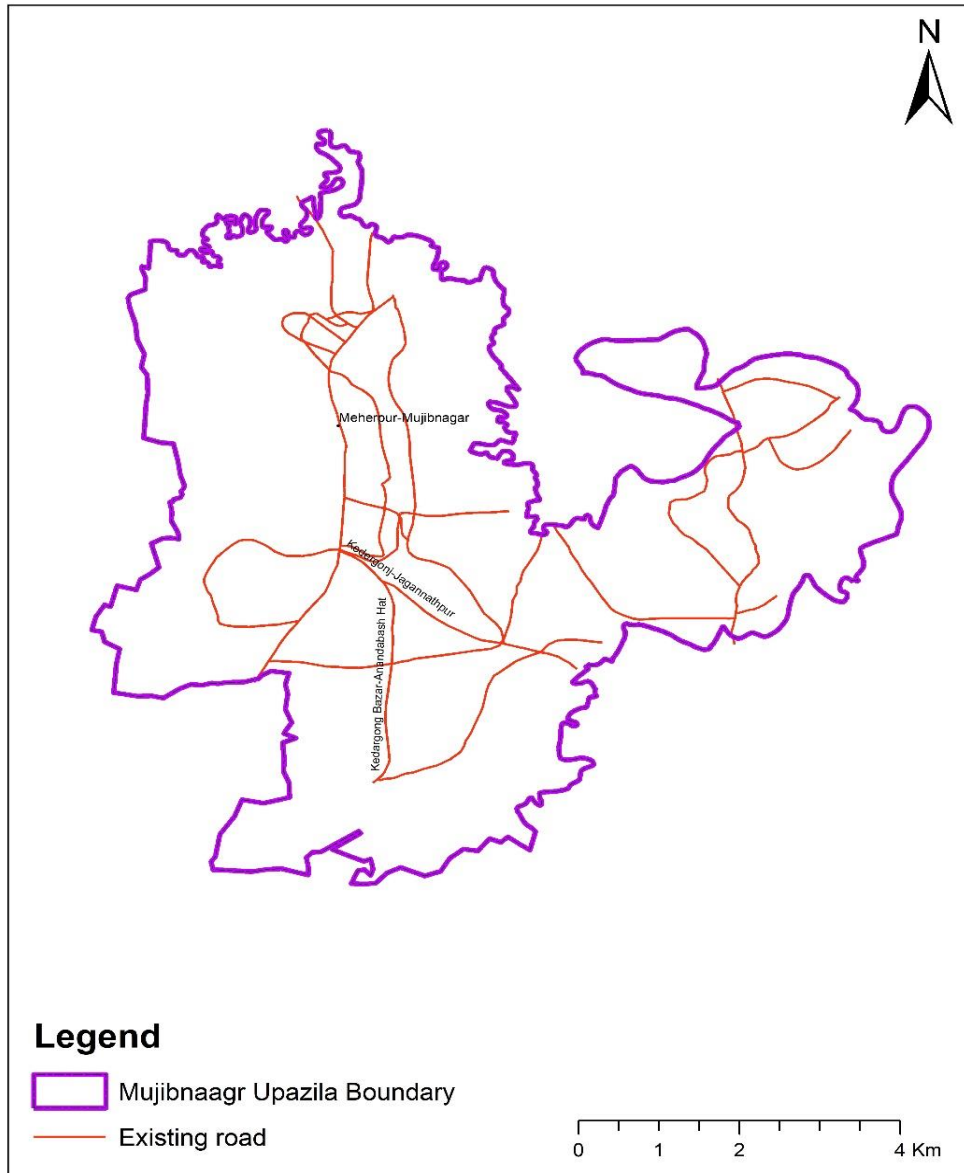 N
Meherpur-Mujibnagar
Kedargonj-Jagannathpur
Kedargong Bazar-Anandabash Hat
Legend
Mujibnaagr Upazila Boundary
Existing road
0 1 2 4 Km